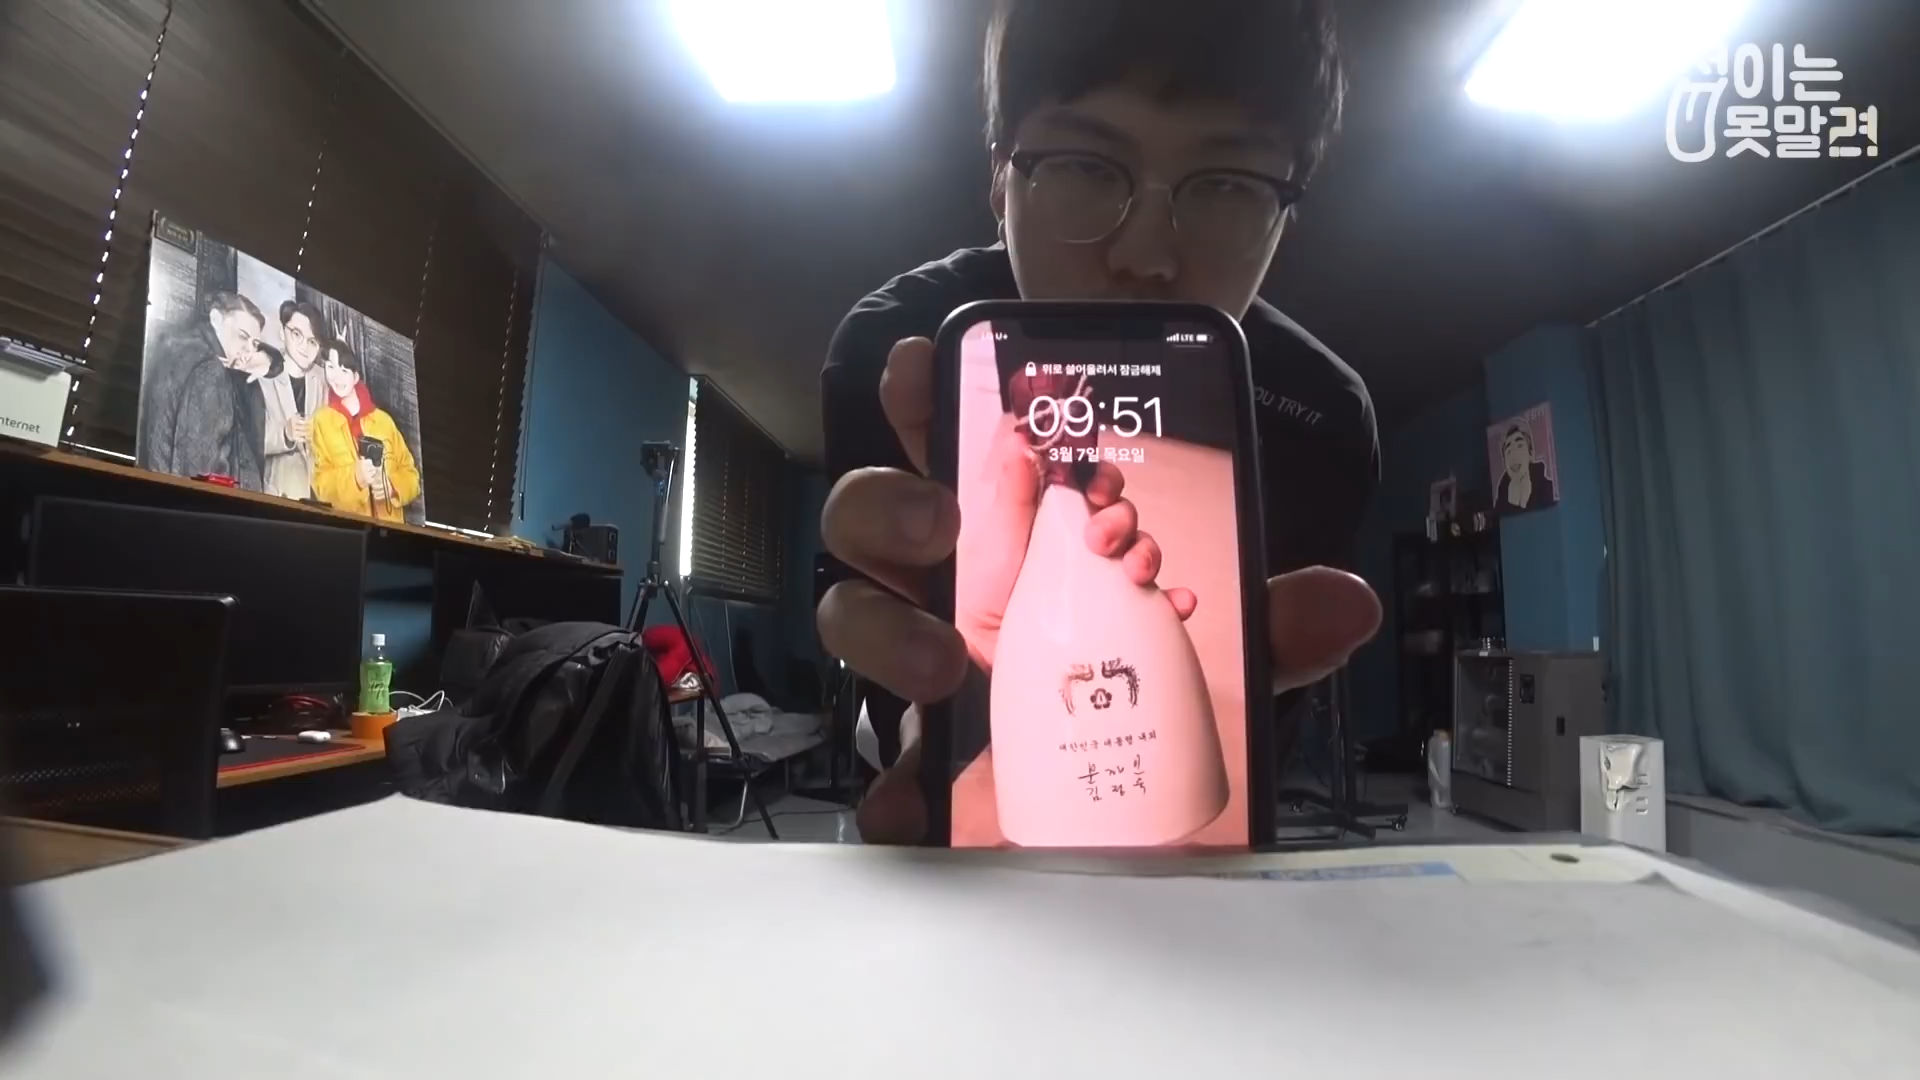 이는
못말려!
nternet
U+
LTE
위로 쓸어올려서 잠금해제
09:51
3월 7일 목요일
OU TRY IT
대한민국 대통령 내외
문재인
김정숙